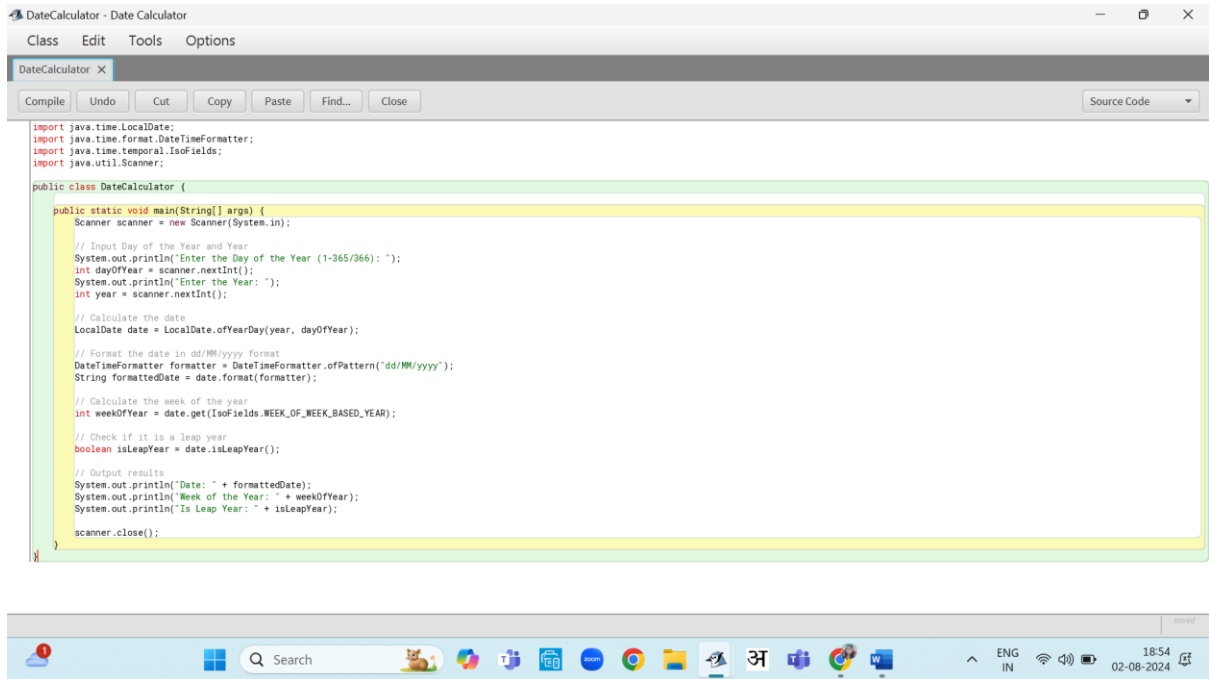 DateCalculator - Date Calculator
Class Edit Tools Options
DateCalculator X
Compile Undo Cut Copy Paste Find... Close Source Code
import java.time.LocalDate;
import java.time.format.DateTimeFormatter;
import java.time.temporal.IsoFields;
import java.util.Scanner;
public class DateCalculator {
public static void main(String[] args) {
Scanner scanner = new Scanner(System.in);
// Input Day of the Year and Year
System.out.println("Enter the Day of the Year (1-365/366): ");
int dayOfYear = scanner.nextInt();
System.out.println("Enter the Year: ");
int year = scanner.nextInt();
// Calculate the date
LocalDate date = LocalDate.ofYearDay(year, dayOfYear);
// Format the date in dd/MM/yyyy format
DateTimeFormatter formatter = DateTimeFormatter.ofPattern("dd/MM/yyyy");
String formattedDate = date.format(formatter);
// Calculate the week of the year
int weekOfYear = date.get(IsoFields.WEEK_OF_WEEK_BASED_YEAR);
// Check if it is a leap year
boolean isLeapYear = date.isLeapYear();
// Output results
System.out.println("Date: " + formattedDate);
System.out.println("Week of the Year: " + weekOfYear);
System.out.println("Is Leap Year: " + isLeapYear);
scanner.close();
}
}
saved
1 Search zoom अ ENG 18:54
IN 02-08-2024